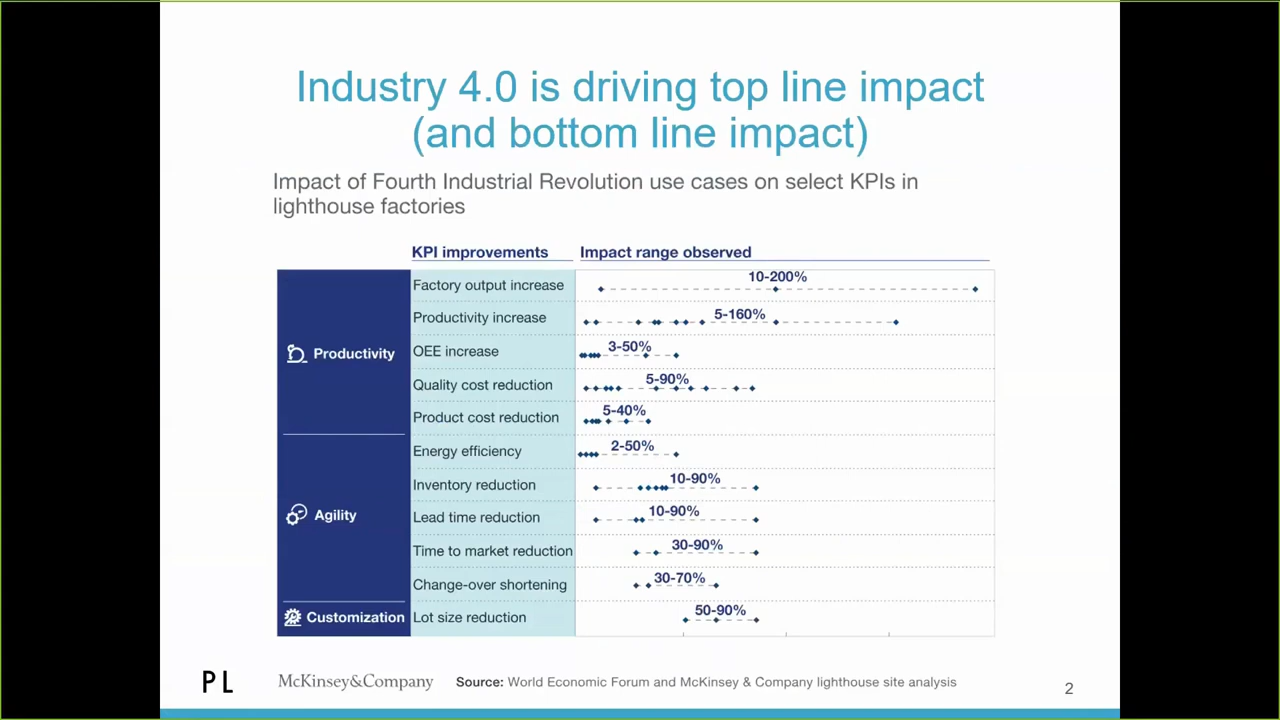 Industry 4.0 is driving top line impact
(and bottom line impact)
Impact of Fourth Industrial Revolution use cases on select KPIs in
lighthouse factories
KPI improvements
Impact range observed
Productivity
Factory output increase
10-200%
Productivity increase
5-160%
OEE increase
3-50%
Quality cost reduction
5-90%
Product cost reduction
5-40%
Agility
Energy efficiency
2-50%
Inventory reduction
10-90%
Lead time reduction
10-90%
Time to market reduction
30-90%
Change-over shortening
30-70%
Customization
Lot size reduction
50-90%
PL
McKinsey&Company
Source: World Economic Forum and McKinsey & Company lighthouse site analysis
2